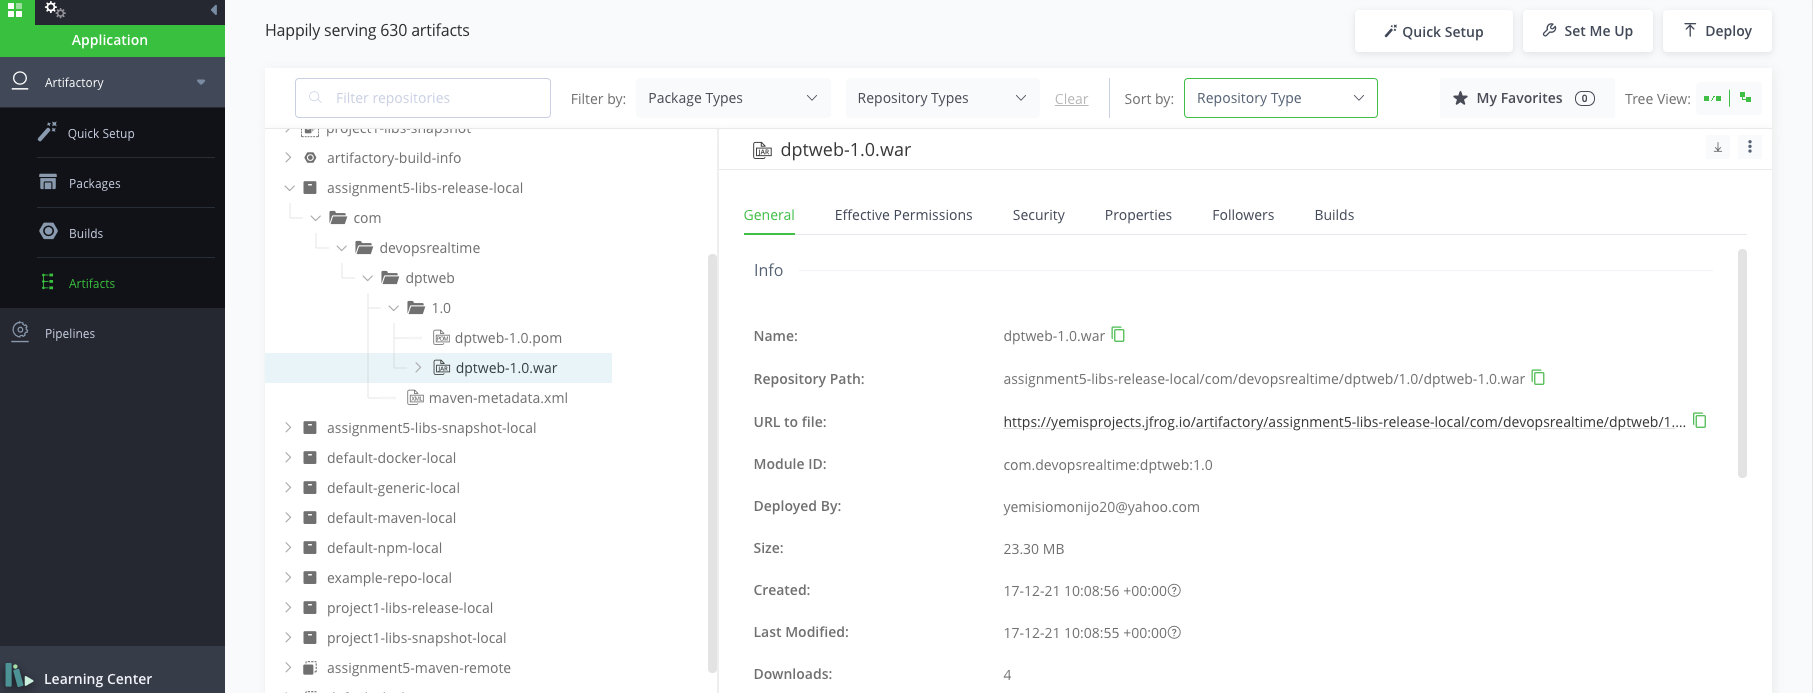 Application
Artifactory
Quick Setup
Packages
Builds
Artifacts
Pipelines
Learning Center
Happily serving 630 artifacts
Quick Setup
Set Me Up
Deploy
Filter repositories
Filter by:
Package Types
Repository Types
Clear
Sort by:
Repository Type
My Favorites
0
Tree View:
project1-libs-snapshot
artifactory-build-info
assignment5-libs-release-local
com
devopsrealtime
dptweb
1.0
dptweb-1.0.pom
dptweb-1.0.war
maven-metadata.xml
assignment5-libs-snapshot-local
default-docker-local
default-generic-local
default-maven-local
default-npm-local
example-repo-local
project1-libs-release-local
project1-libs-snapshot-local
assignment5-maven-remote
dptweb-1.0.war
General
Effective Permissions
Security
Properties
Followers
Builds
Info
Name: dptweb-1.0.war
Repository Path: assignment5-libs-release-local/com/devopsrealtime/dptweb/1.0/dptweb-1.0.war
URL to file: https://yemisprojects.jfrog.io/artifactory/assignment5-libs-release-local/com/devopsrealtime/dptweb/1....
Module ID: com.devopsrealtime:dptweb:1.0
Deployed By: yemisiomonijo20@yahoo.com
Size: 23.30 MB
Created: 17-12-21 10:08:56 +00:00
Last Modified: 17-12-21 10:08:55 +00:00
Downloads: 4